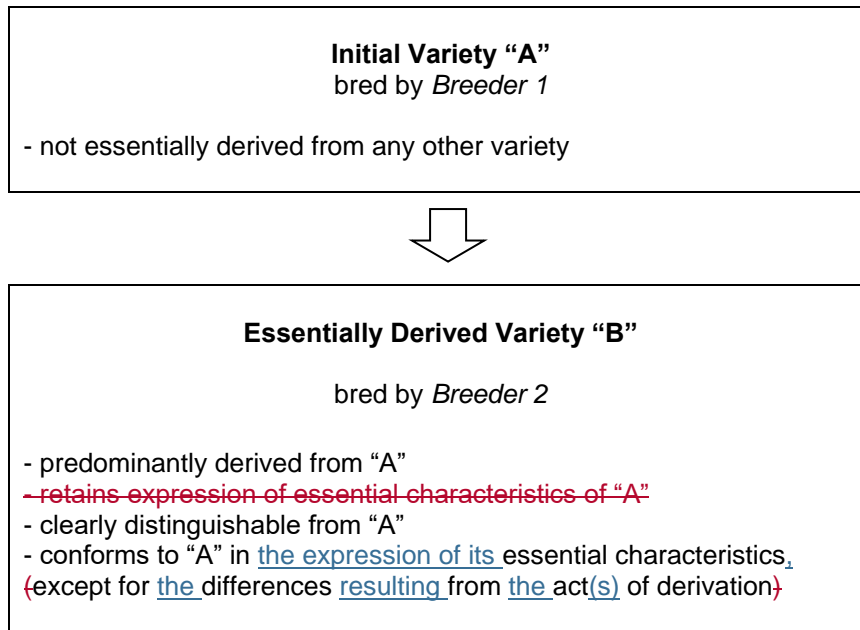 Initial Variety “A”
bred by Breeder 1
- not essentially derived from any other variety
Essentially Derived Variety “B”
bred by Breeder 2
- predominantly derived from “A”
- retains expression of essential characteristics of “A”
- clearly distinguishable from “A”
- conforms to “A” in the expression of its essential characteristics,
(except for the differences resulting from the act(s) of derivation)